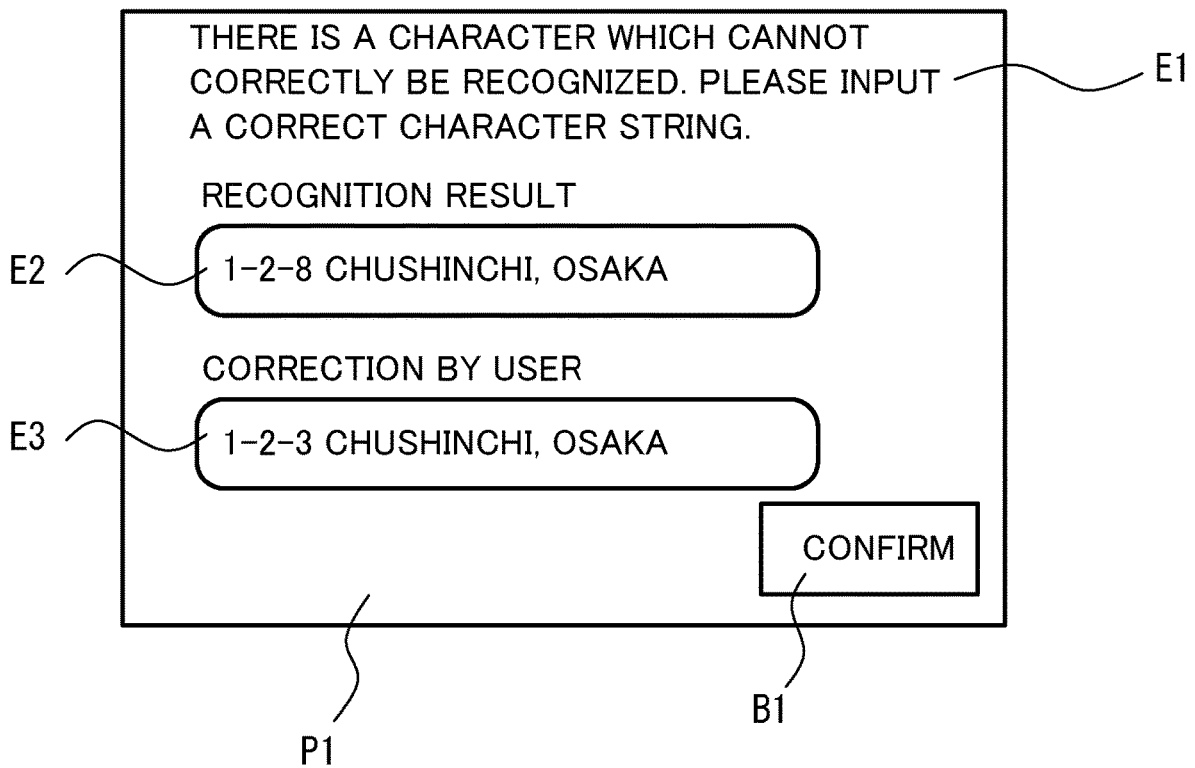 THERE IS A CHARACTER WHICH CANNOT
CORRECTLY BE RECOGNIZED. PLEASE INPUT
A CORRECT CHARACTER STRING.
E1
RECOGNITION RESULT
E2
1-2-8 CHUSHINCHI, OSAKA
CORRECTION BY USER
E3
1-2-3 CHUSHINCHI, OSAKA
CONFIRM
B1
P1